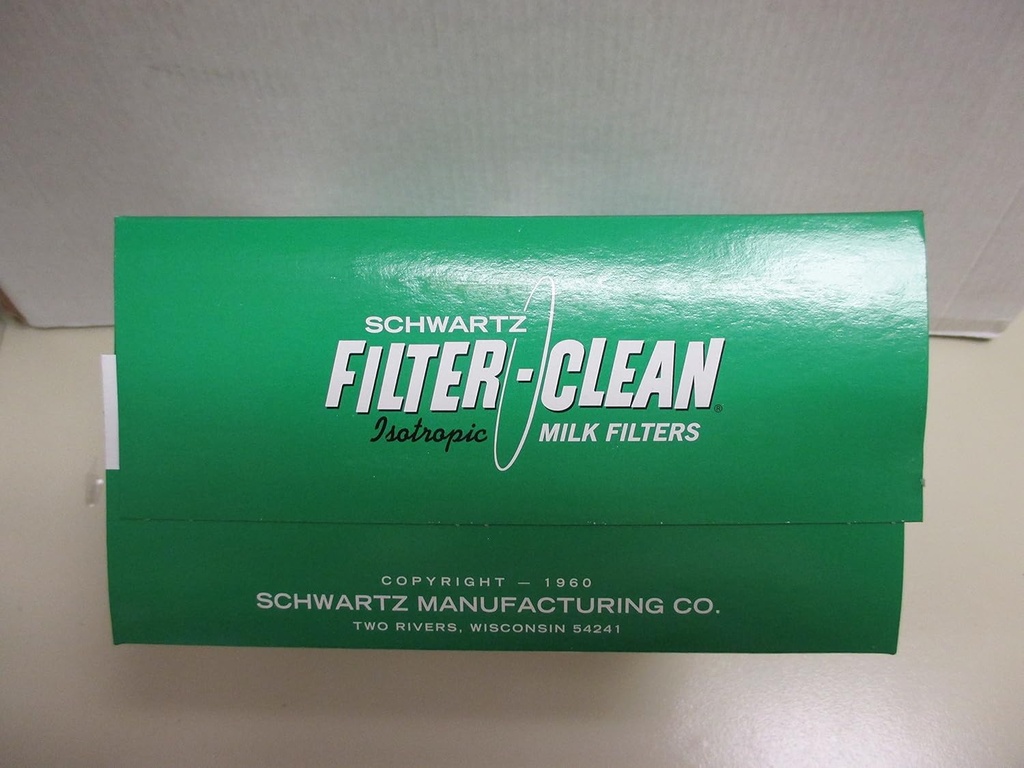 SCHWARTZ
FILTER-CLEAN®
Isotropic MILK FILTERS
COPYRIGHT — 1960
SCHWARTZ MANUFACTURING CO.
TWO RIVERS, WISCONSIN 54241